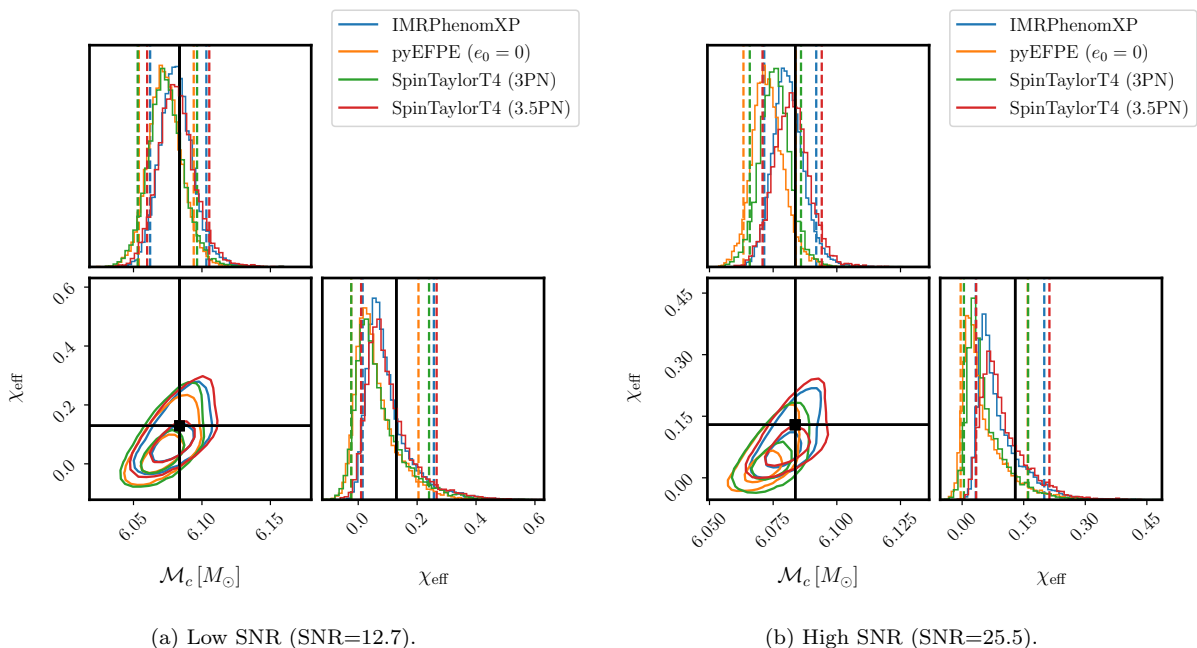 IMRPhenomXP
pyEFPE (e₀ = 0)
SpinTaylorT4 (3PN)
SpinTaylorT4 (3.5PN)
0.6
0.4
0.2
0.0
χeff
6.05
6.10
6.15
ℳc [M⊙]
0.0
0.2
0.4
0.6
χeff
(a) Low SNR (SNR=12.7).
IMRPhenomXP
pyEFPE (e₀ = 0)
SpinTaylorT4 (3PN)
SpinTaylorT4 (3.5PN)
0.45
0.30
0.15
0.00
χeff
6.050
6.075
6.100
6.125
ℳc [M⊙]
0.00
0.15
0.30
0.45
χeff
(b) High SNR (SNR=25.5).